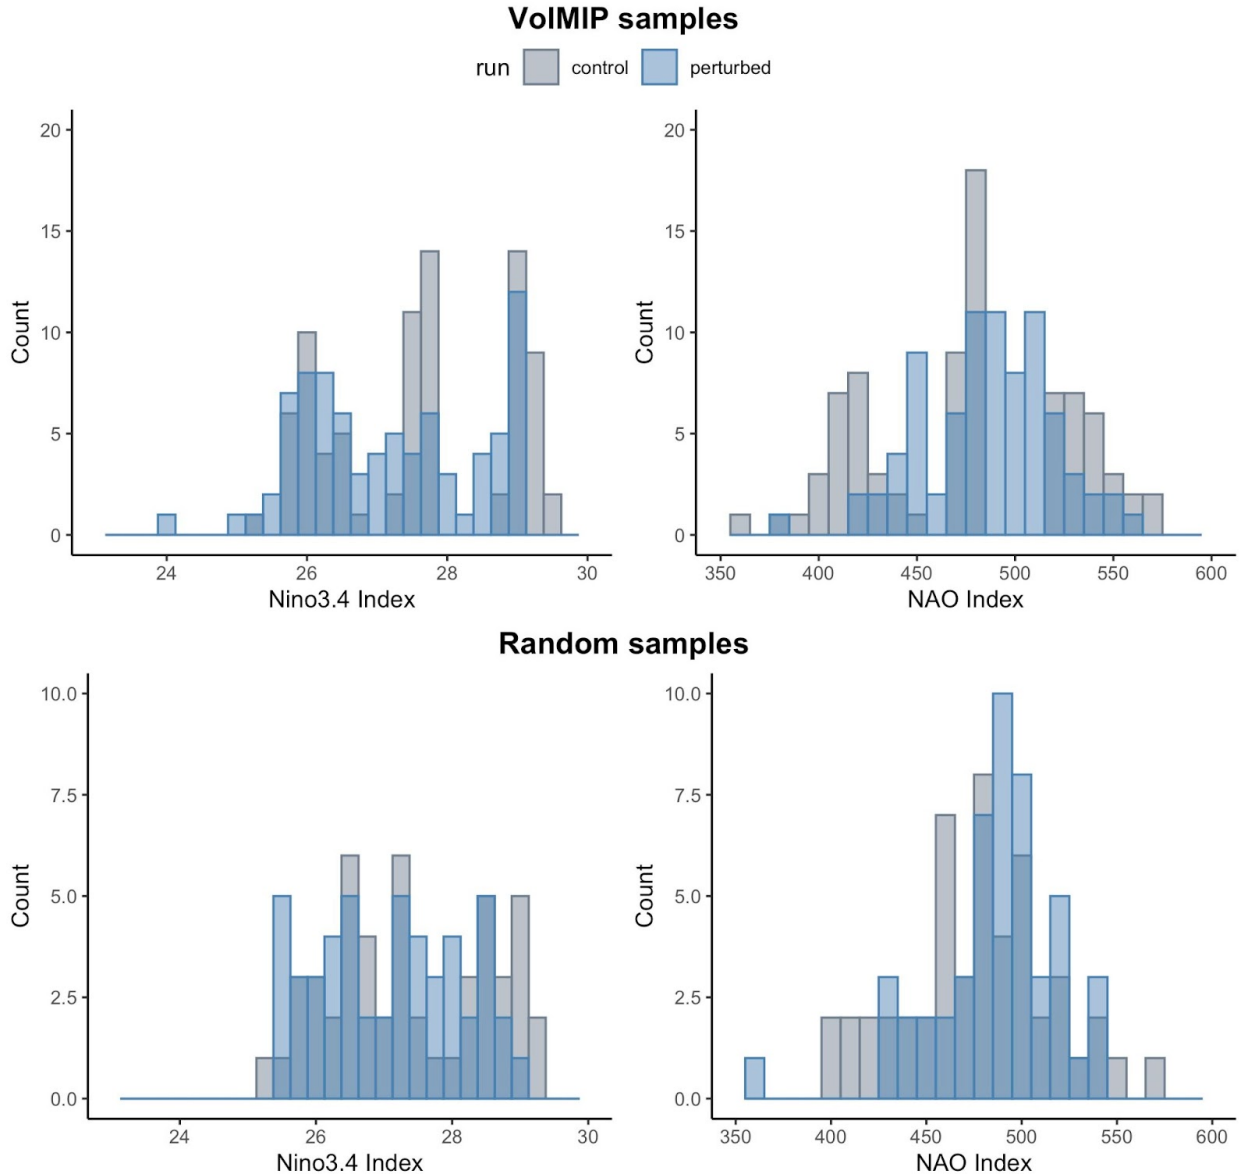 VolMIP samples
run control perturbed
20
15
10
5
0
Count
24 26 28 30
Nino3.4 Index
20
15
10
5
0
Count
350 400 450 500 550 600
NAO Index
Random samples
10.0
7.5
5.0
2.5
0.0
Count
24 26 28 30
Nino3.4 Index
10.0
7.5
5.0
2.5
0.0
Count
350 400 450 500 550 600
NAO Index